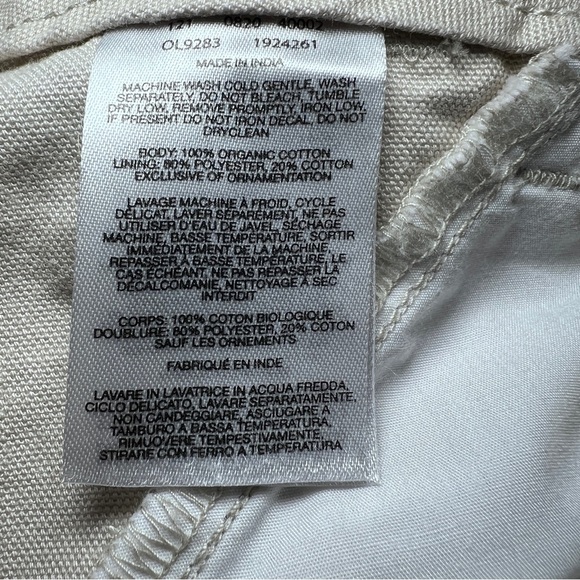 121 0820 40002
OL9283 1924261
MADE IN INDIA
MACHINE WASH COLD GENTLE, WASH
SEPARATELY, DO NOT BLEACH, TUMBLE
DRY LOW, REMOVE PROMPTLY, IRON LOW,
IF PRESENT DO NOT IRON DECAL, DO NOT
DRYCLEAN
BODY: 100% ORGANIC COTTON
LINING: 80% POLYESTER, 20% COTTON
EXCLUSIVE OF ORNAMENTATION
LAVAGE MACHINE À FROID, CYCLE
DÉLICAT, LAVER SÉPAREMENT, NE PAS
UTILISER D'EAU DE JAVEL, SÉCHAGE
MACHINE, BASSE TEMPÉRATURE, SORTIR
IMMÉDIATEMENT DE LA MACHINE,
REPASSER À BASSE TEMPÉRATURE, LE
CAS ÉCHEANT, NE PAS REPASSER LA
DÉCALCOMANIE, NETTOYAGE À SEC
INTERDIT
CORPS: 100% COTON BIOLOGIQUE
DOUBLURE: 80% POLYESTER, 20% COTON
SAUF LES ORNEMENTS
FABRIQUÉ EN INDE
LAVARE IN LAVATRICE IN ACQUA FREDDA,
CICLO DELICATO, LAVARE SEPARATAMENTE,
NON CANDEGGIARE, ASCIUGARE A
TAMBURO A BASSA TEMPERATURA,
RIMUOVERE TEMPESTIVAMENTE,
STIRARE CON FERRO A TEMPERATURA